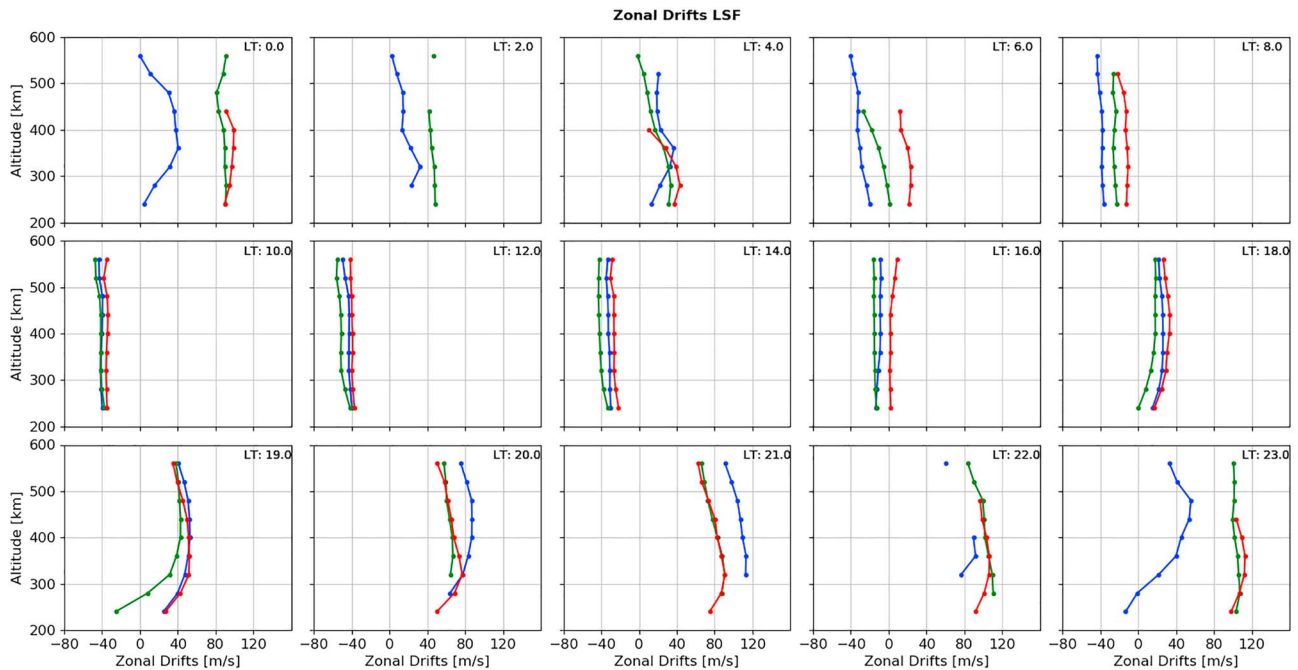 Zonal Drifts LSF
600
500
400
300
200
Altitude [km]
LT: 0.0
LT: 2.0
LT: 4.0
LT: 6.0
LT: 8.0
600
500
400
300
200
Altitude [km]
LT: 10.0
LT: 12.0
LT: 14.0
LT: 16.0
LT: 18.0
600
500
400
300
200
Altitude [km]
LT: 19.0
LT: 20.0
LT: 21.0
LT: 22.0
LT: 23.0
−80 −40 0 40 80 120
−80 −40 0 40 80 120
−80 −40 0 40 80 120
−80 −40 0 40 80 120
−80 −40 0 40 80 120
Zonal Drifts [m/s]
Zonal Drifts [m/s]
Zonal Drifts [m/s]
Zonal Drifts [m/s]
Zonal Drifts [m/s]